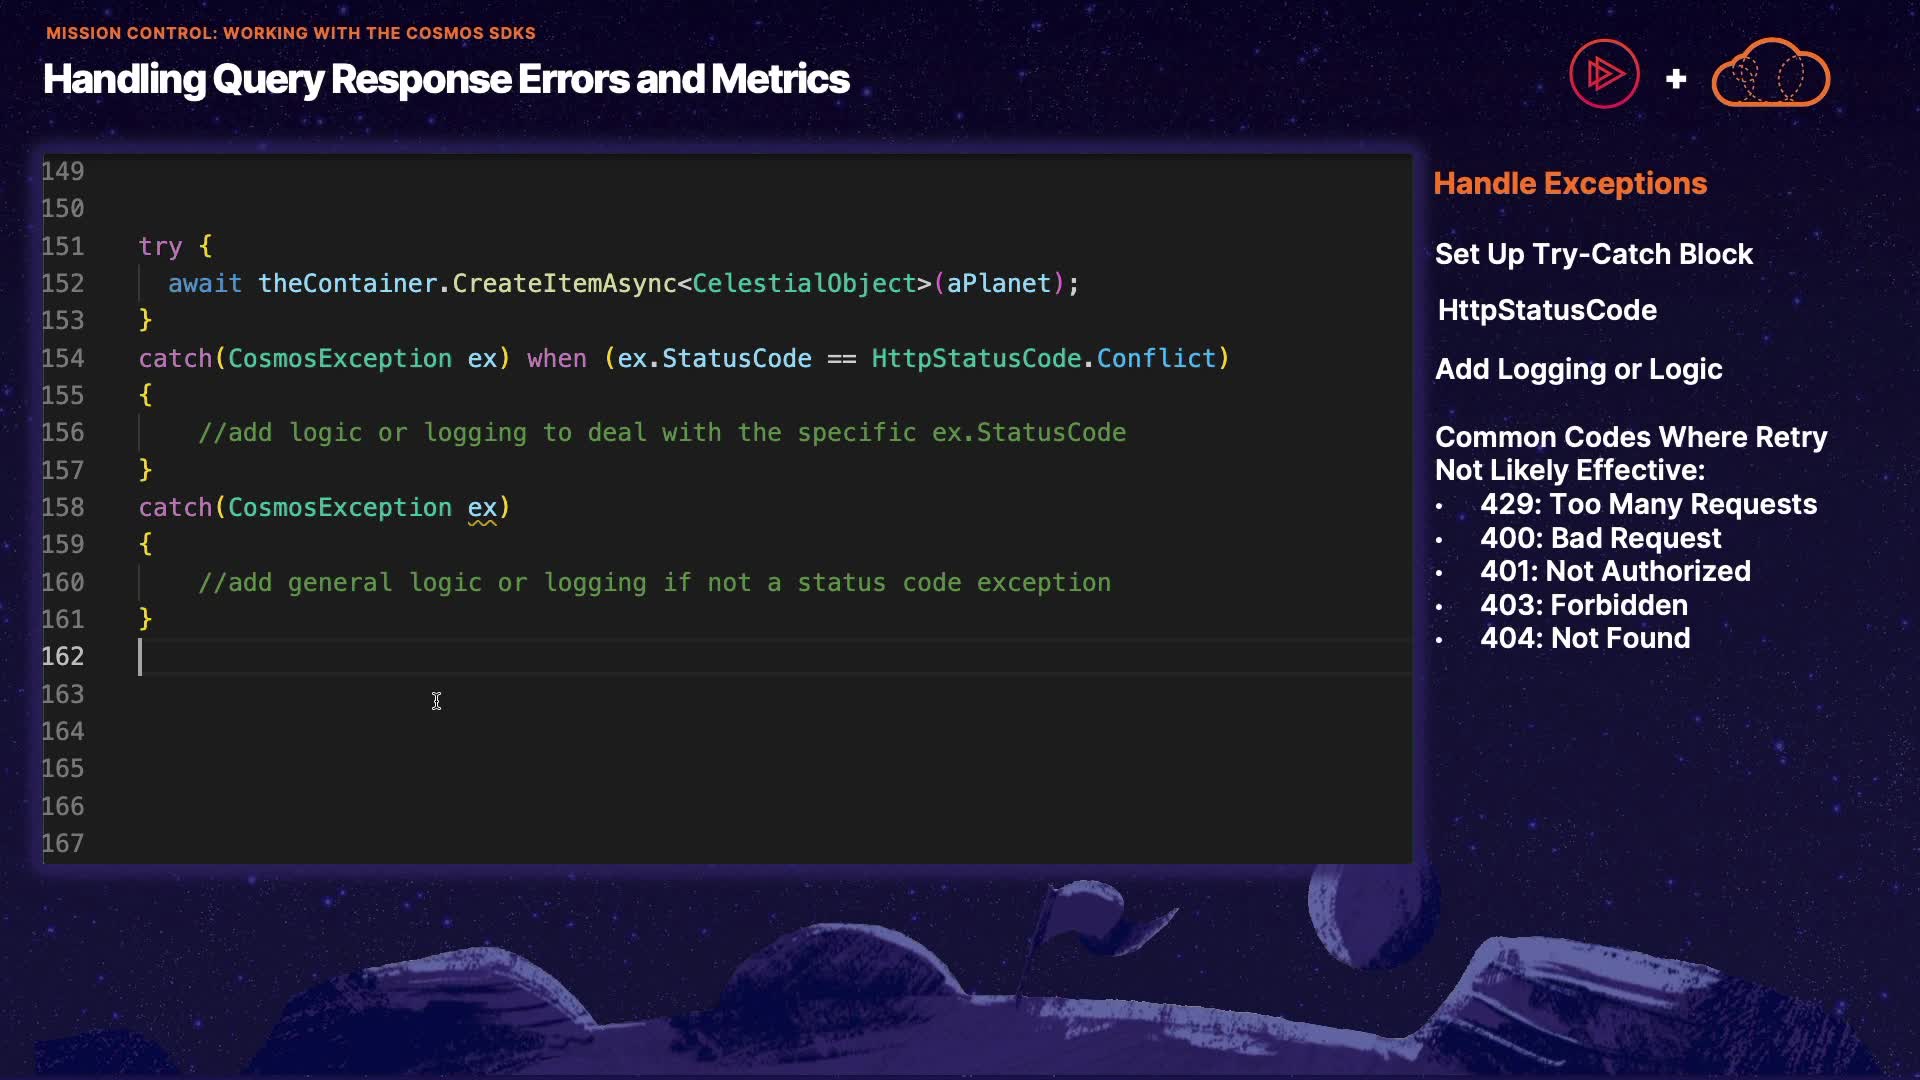 MISSION CONTROL: WORKING WITH THE COSMOS SDKS
Handling Query Response Errors and Metrics
+
149
150
151 try {
152 await theContainer.CreateItemAsync<CelestialObject>(aPlanet);
153 }
154 catch(CosmosException ex) when (ex.StatusCode == HttpStatusCode.Conflict)
155 {
156 //add logic or logging to deal with the specific ex.StatusCode
157 }
158 catch(CosmosException ex)
159 {
160 //add general logic or logging if not a status code exception
161 }
162
163
164
165
166
167
Handle Exceptions
Set Up Try-Catch Block
HttpStatusCode
Add Logging or Logic
Common Codes Where Retry
Not Likely Effective:
• 429: Too Many Requests
• 400: Bad Request
• 401: Not Authorized
• 403: Forbidden
• 404: Not Found